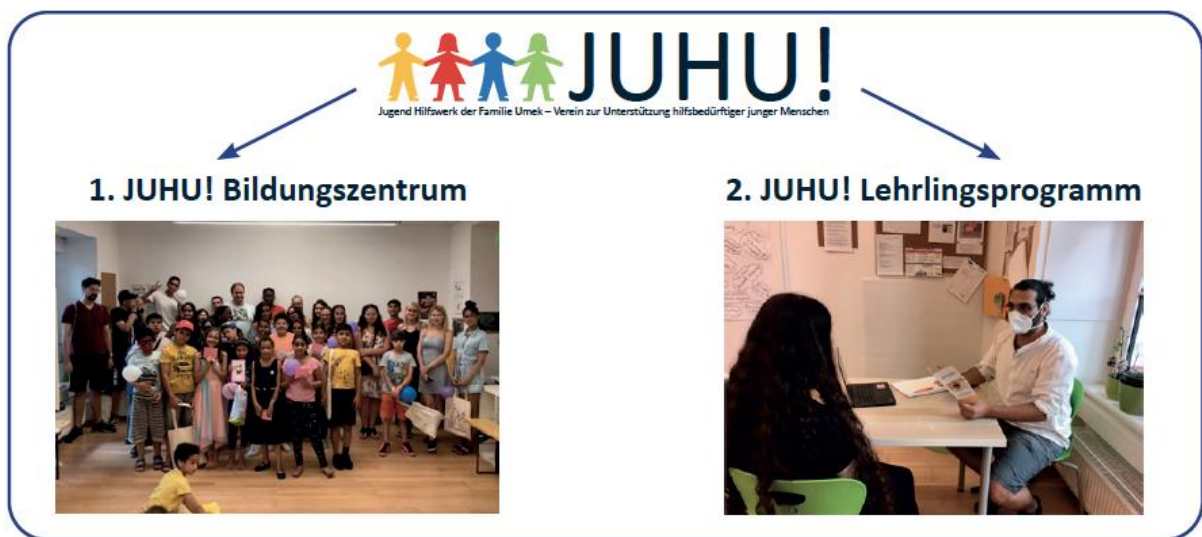 JUHU!
Jugend Hilfswerk der Familie Umek – Verein zur Unterstützung hilfsbedürftiger junger Menschen
1. JUHU! Bildungszentrum
2. JUHU! Lehrlingsprogramm